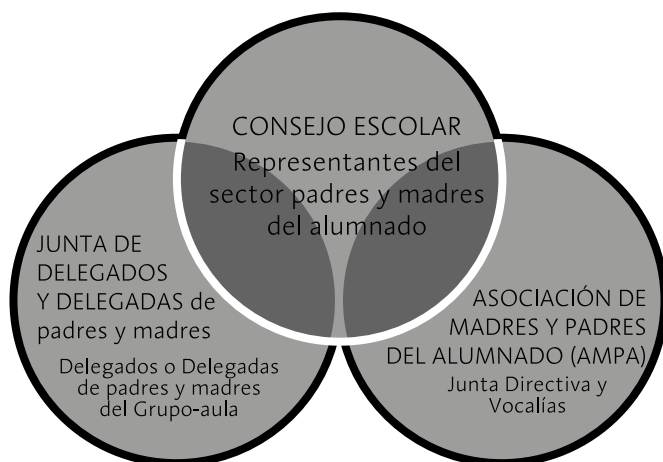 CONSEJO ESCOLAR
Representantes del
sector padres y madres
del alumnado
JUNTA DE
DELEGADOS
Y DELEGADAS de
padres y madres
Delegados o Delegadas
de padres y madres
del Grupo-aula
ASOCIACIÓN DE
MADRES Y PADRES
DEL ALUMNADO (AMPA)
Junta Directiva y
Vocalías